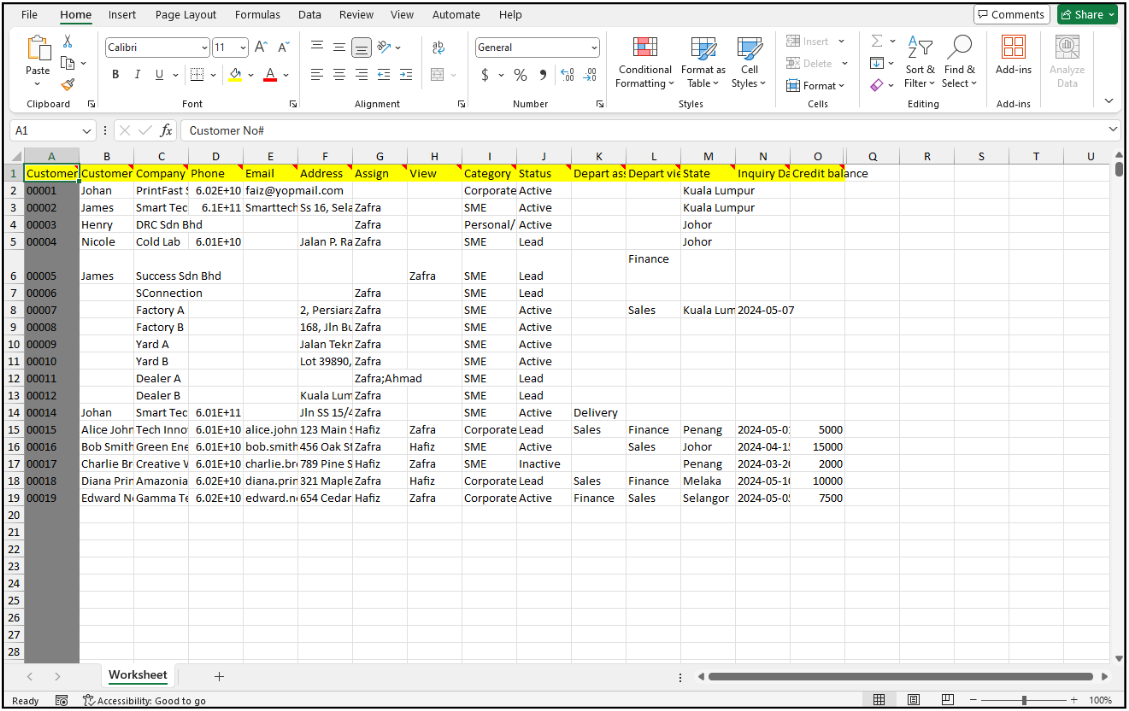 File Home Insert Page Layout Formulas Data Review View Automate Help Comments Share
Calibri 11 A A ab General Insert Σ
Paste B I U A $ % Conditional Formatting Format as Table Cell Styles Delete Sort & Filter Find & Select Add-ins Analyze Data
Format
Clipboard Font Alignment Number Styles Cells Editing Add-ins
A1 fx Customer No#
A B C D E F G H I J K L M N O Q R S T U
1 Customer Customer Company Phone Email Address Assign View Category Status Depart as Depart vie State Inquiry Da Credit balance
2 00001 Johan PrintFast S 6.02E+10 faiz@yopmail.com Corporate Active Kuala Lumpur
3 00002 James Smart Tec 6.1E+11 Smarttech Ss 16, Sela Zafra SME Active Kuala Lumpur
4 00003 Henry DRC Sdn Bhd Zafra Personal/ Active Johor
5 00004 Nicole Cold Lab 6.01E+10 Jalan P. Ra Zafra SME Lead Johor
Finance
6 00005 James Success Sdn Bhd Zafra SME Lead
7 00006 SConnection Zafra SME Lead
8 00007 Factory A 2, Persiara Zafra SME Active Sales Kuala Lum 2024-05-07
9 00008 Factory B 168, Jln Bu Zafra SME Active
10 00009 Yard A Jalan Tekn Zafra SME Active
11 00010 Yard B Lot 39890, Zafra SME Active
12 00011 Dealer A Zafra;Ahmad SME Lead
13 00012 Dealer B Kuala Lum Zafra SME Lead
14 00014 Johan Smart Tec 6.01E+11 Jln SS 15/4 Zafra SME Active Delivery
15 00015 Alice John Tech Inno 6.01E+10 alice.john 123 Main S Hafiz Zafra Corporate Lead Sales Finance Penang 2024-05-0 5000
16 00016 Bob Smith Green Ene 6.01E+10 bob.smith 456 Oak St Zafra Hafiz SME Active Sales Johor 2024-04-1 15000
17 00017 Charlie Br Creative V 6.01E+10 charlie.br 789 Pine S Hafiz Zafra SME Inactive Penang 2024-03-2 2000
18 00018 Diana Prin Amazonia 6.02E+10 diana.prin 321 Maple Zafra Hafiz Corporate Lead Sales Finance Melaka 2024-05-1 10000
19 00019 Edward N Gamma Te 6.02E+10 edward.n 654 Cedar Hafiz Zafra Corporate Active Finance Sales Selangor 2024-05-0 7500
20
21
22
23
24
25
26
27
28
Worksheet
Ready Accessibility: Good to go 100%